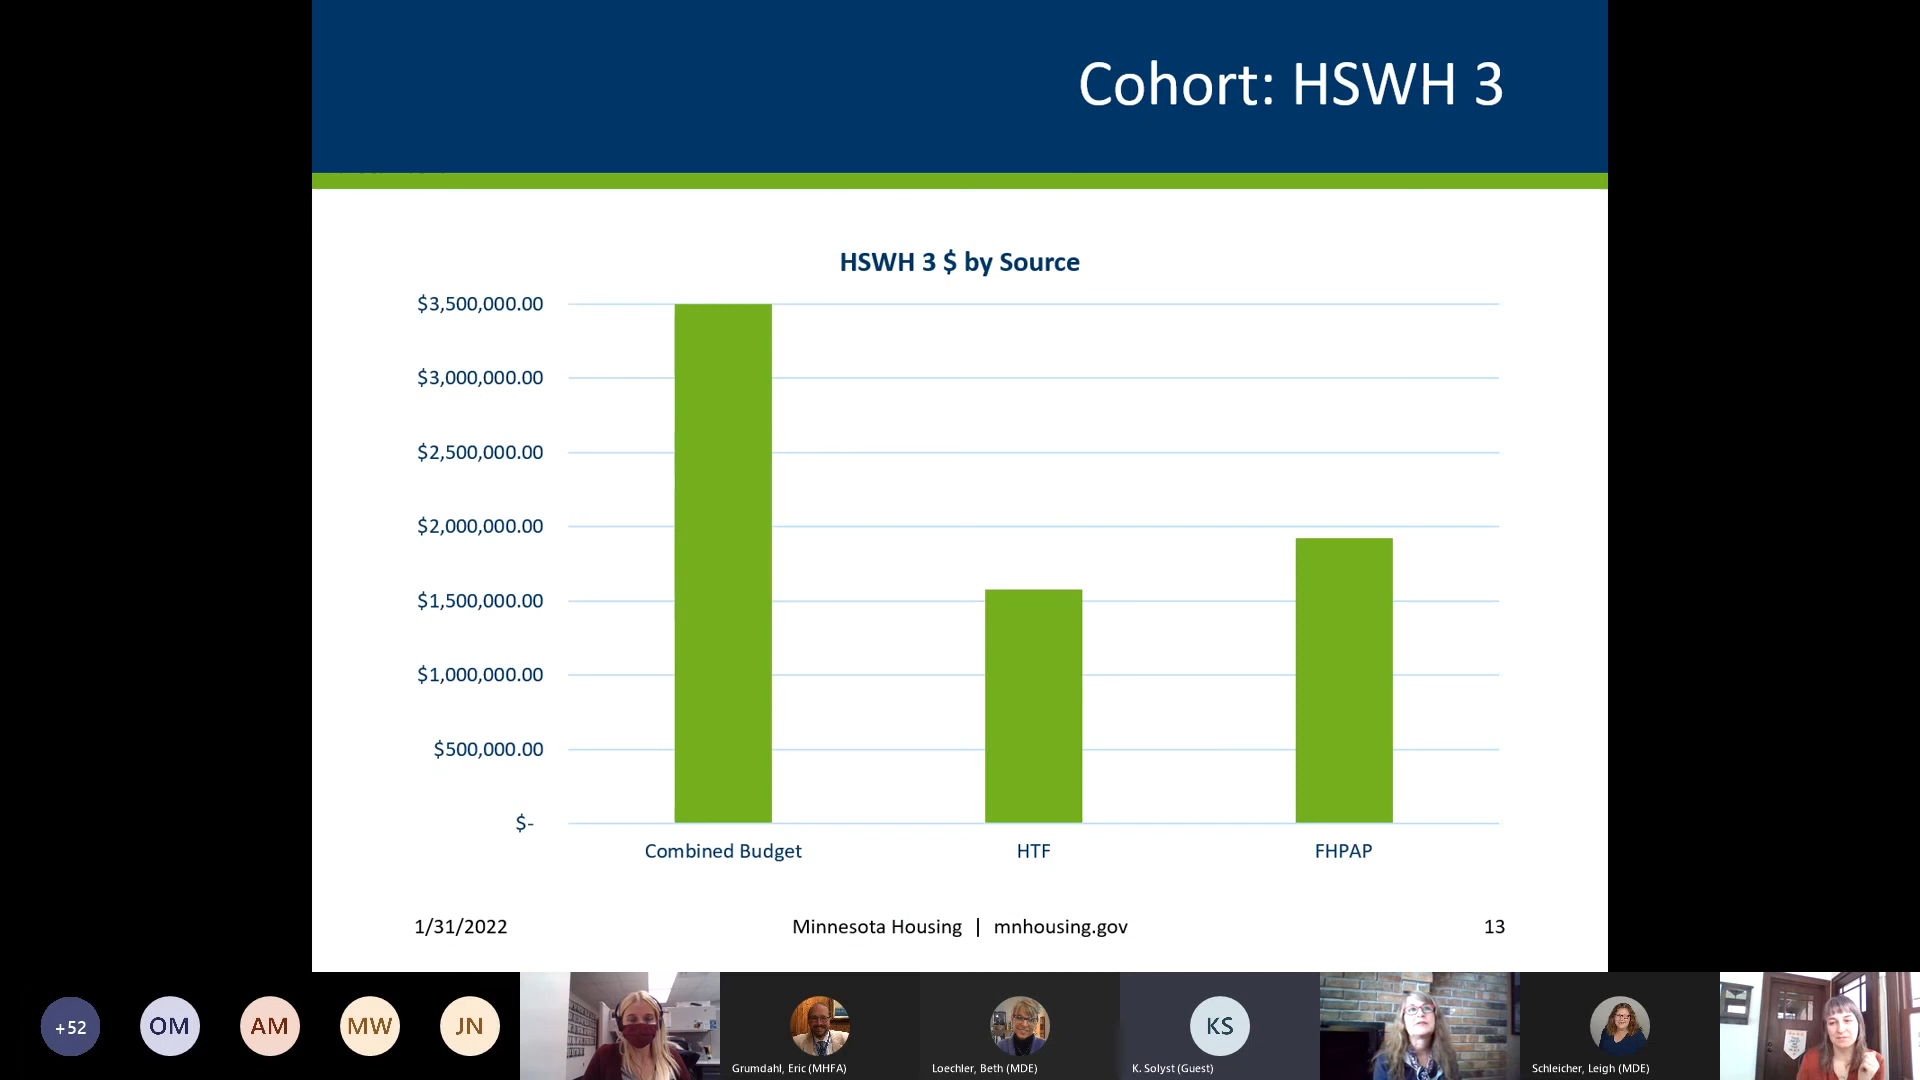 Cohort: HSWH 3
HSWH 3 $ by Source
$3,500,000.00
$3,000,000.00
$2,500,000.00
$2,000,000.00
$1,500,000.00
$1,000,000.00
$500,000.00
$-
Combined Budget HTF FHPAP
1/31/2022 Minnesota Housing | mnhousing.gov 13
+52 OM AM MW JN KS
Grumdahl, Eric (MHFA) Loechler, Beth (MDE) K. Solyst (Guest) Schleicher, Leigh (MDE)